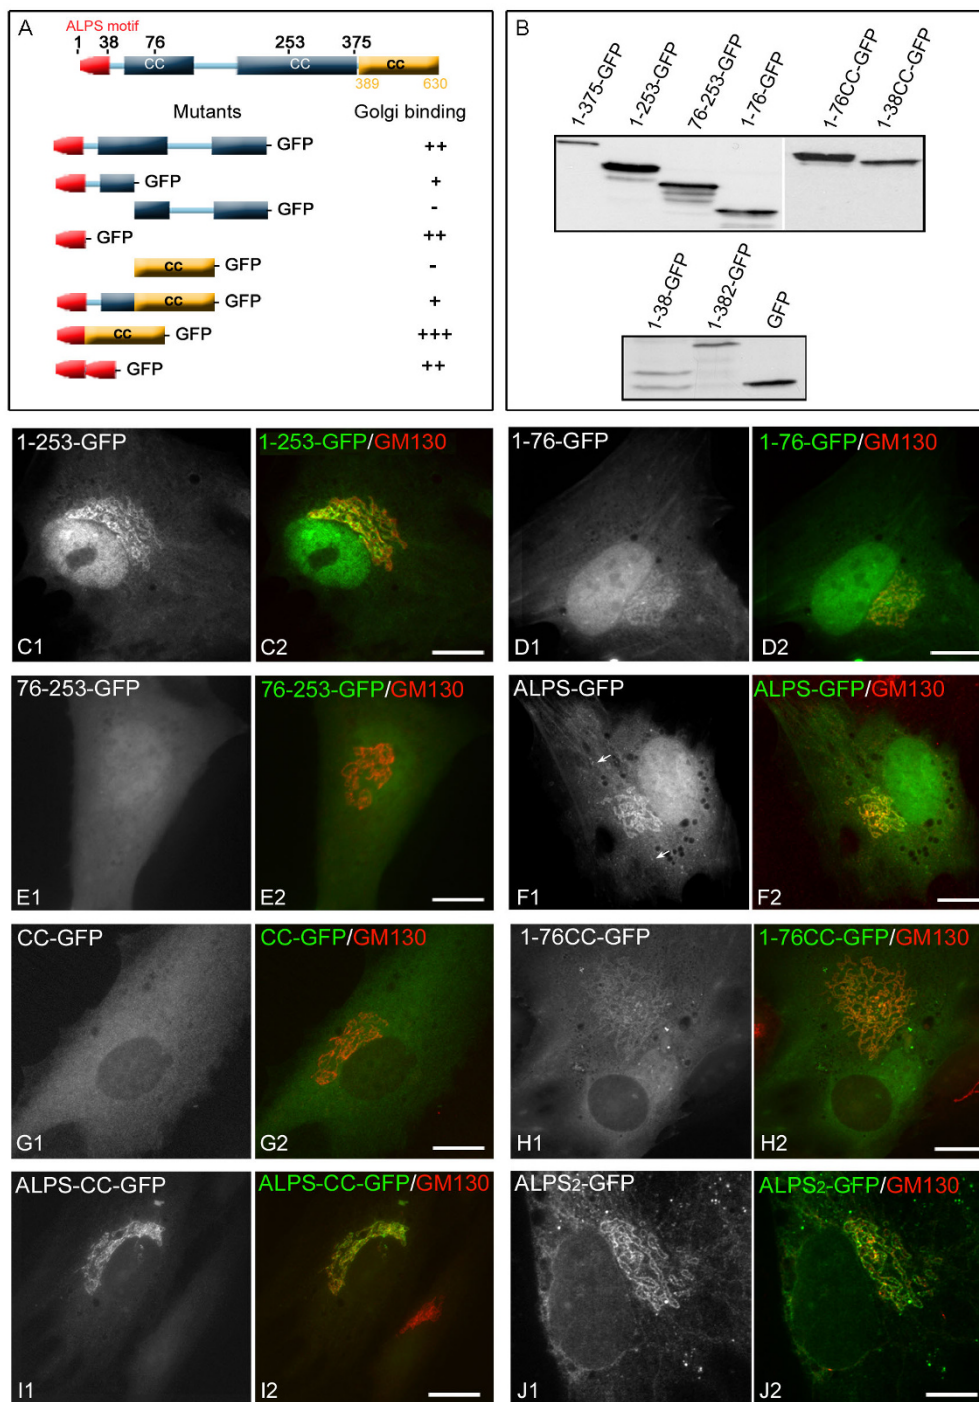 A
ALPS motif
1 38 76 253 375
CC CC CC
389 630
Mutants Golgi binding
GFP ++
GFP +
GFP -
GFP ++
CC GFP -
CC GFP +
CC GFP +++
GFP ++
B
1-375-GFP
1-253-GFP
76-253-GFP
1-76-GFP
1-76CC-GFP
1-38CC-GFP
1-38-GFP
1-382-GFP
GFP
1-253-GFP
C1
1-253-GFP/GM130
C2
1-76-GFP
D1
1-76-GFP/GM130
D2
76-253-GFP
E1
76-253-GFP/GM130
E2
ALPS-GFP
F1
ALPS-GFP/GM130
F2
CC-GFP
G1
CC-GFP/GM130
G2
1-76CC-GFP
H1
1-76CC-GFP/GM130
H2
ALPS-CC-GFP
I1
ALPS-CC-GFP/GM130
I2
ALPS2-GFP
J1
ALPS2-GFP/GM130
J2